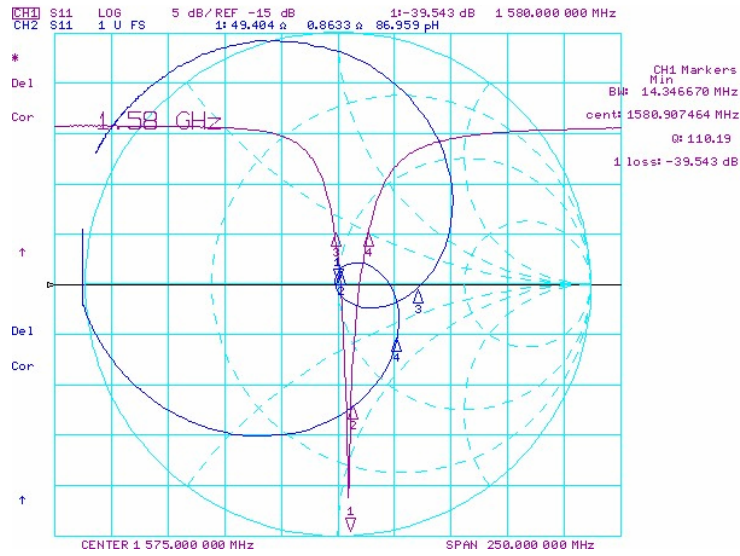 CH1 S11 LOG 5 dB/REF -15 dB 1:-39.543 dB 1 580.000 000 MHz
CH2 S11 1 U FS 1: 49.404 Ω 0.8633 Ω 86.959 pH
*
Del
Cor
1.58 GHz
CH1 Markers
Min
BW: 14.346670 MHz
cent: 1580.907464 MHz
Q: 110.19
1 loss: -39.543 dB
↑
3 4
1
2
3
4
Del
Cor
2
↑
1
CENTER 1 575.000 000 MHz SPAN 250.000 000 MHz